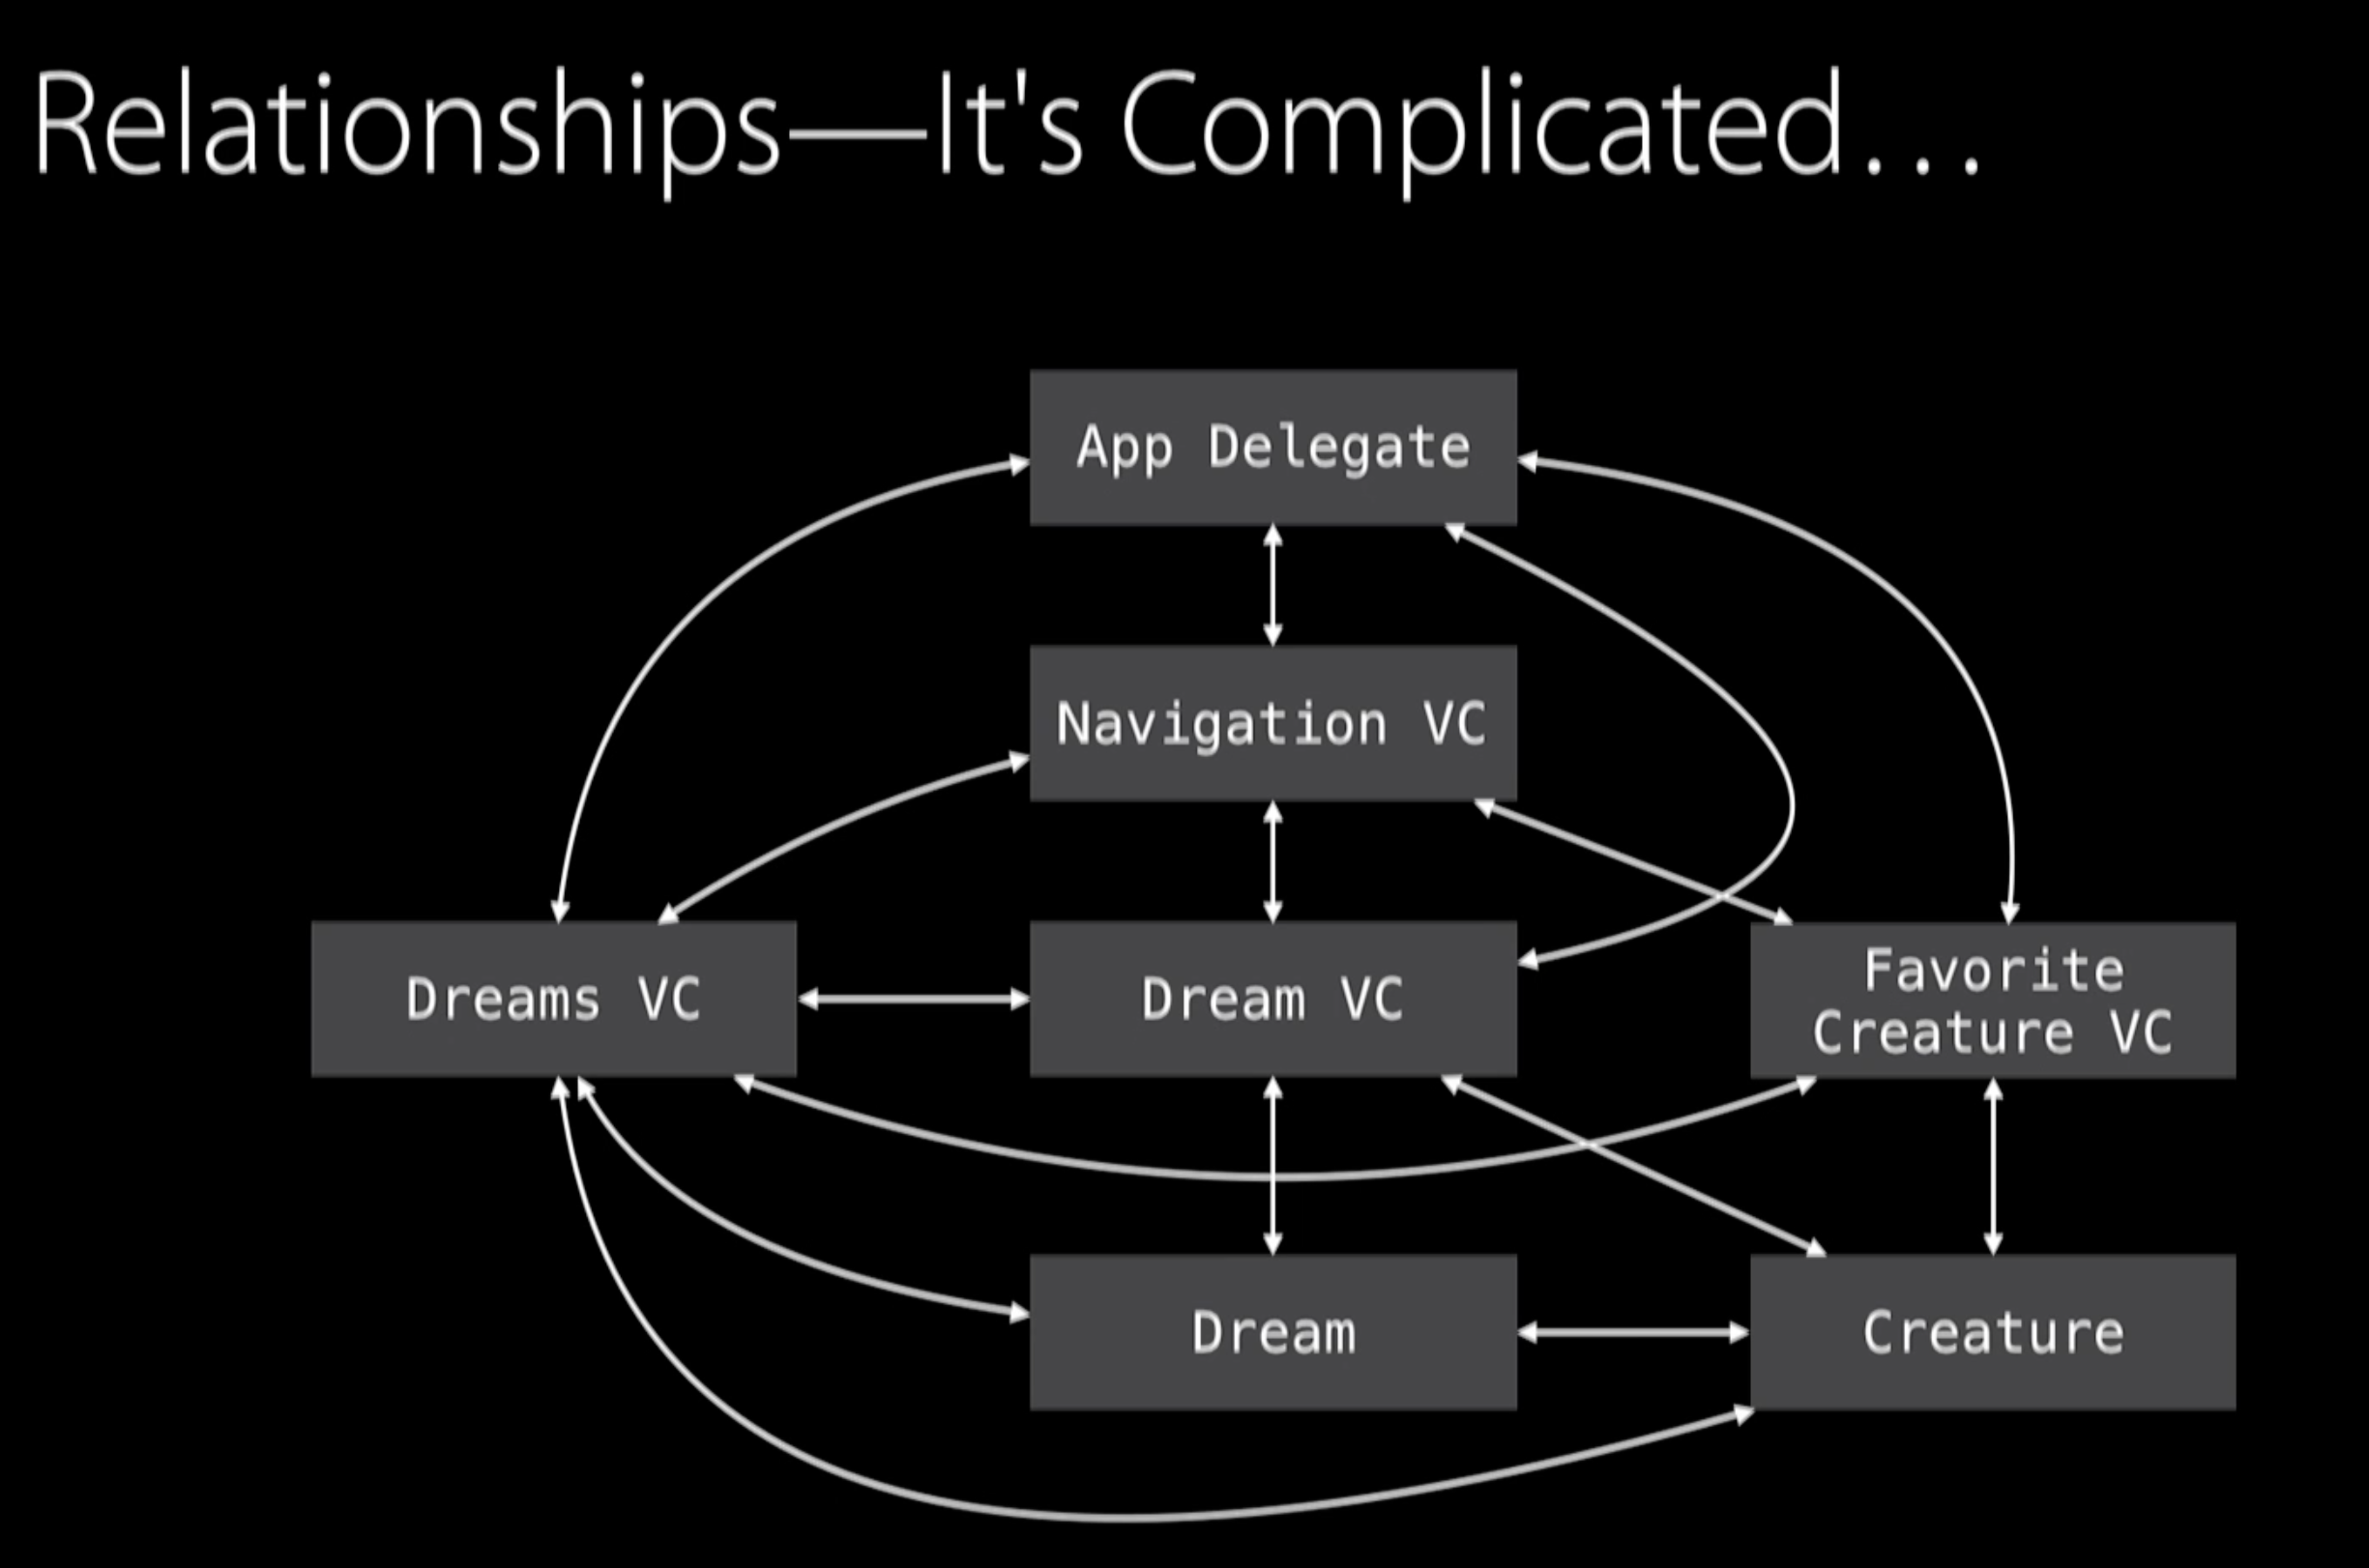 Relationships—It's Complicated...
App Delegate
Navigation VC
Dreams VC
Dream VC
Favorite
Creature VC
Dream
Creature